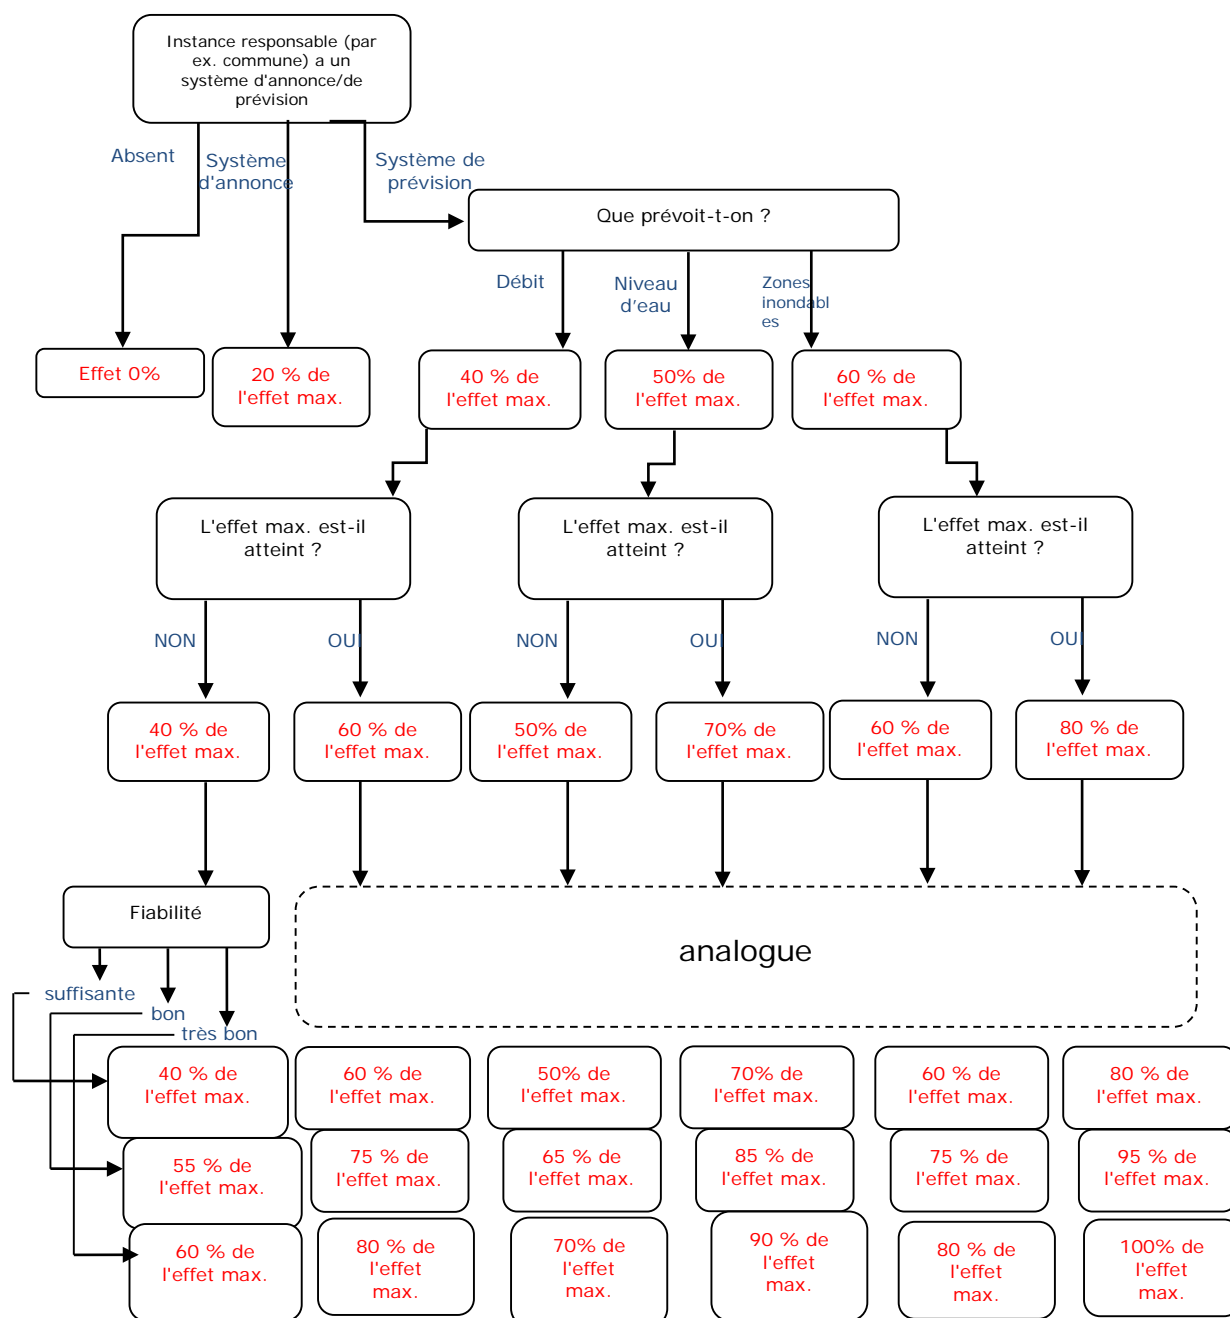 Instance responsable (par
ex. commune) a un
système d'annonce/de
prévision
Absent
Système
d'annonce
Système de
prévision
Que prévoit-t-on ?
Débit
Niveau
d'eau
Zones
inondabl
es
Effet 0%
20 % de
l'effet max.
40 % de
l'effet max.
50% de
l'effet max.
60 % de
l'effet max.
L'effet max. est-il
atteint ?
L'effet max. est-il
atteint ?
L'effet max. est-il
atteint ?
NON
OUI
NON
OUI
NON
OUI
40 % de
l'effet max.
60 % de
l'effet max.
50% de
l'effet max.
70% de
l'effet max.
60 % de
l'effet max.
80 % de
l'effet max.
Fiabilité
analogue
suffisante
bon
très bon
40 % de
l'effet max.
60 % de
l'effet max.
50% de
l'effet max.
70% de
l'effet max.
60 % de
l'effet max.
80 % de
l'effet max.
55 % de
l'effet max.
75 % de
l'effet max.
65 % de
l'effet max.
85 % de
l'effet max.
75 % de
l'effet max.
95 % de
l'effet max.
60 % de
l'effet max.
80 % de
l'effet
max.
70% de
l'effet
max.
90 % de
l'effet
max.
80 % de
l'effet
max.
100% de
l'effet
max.